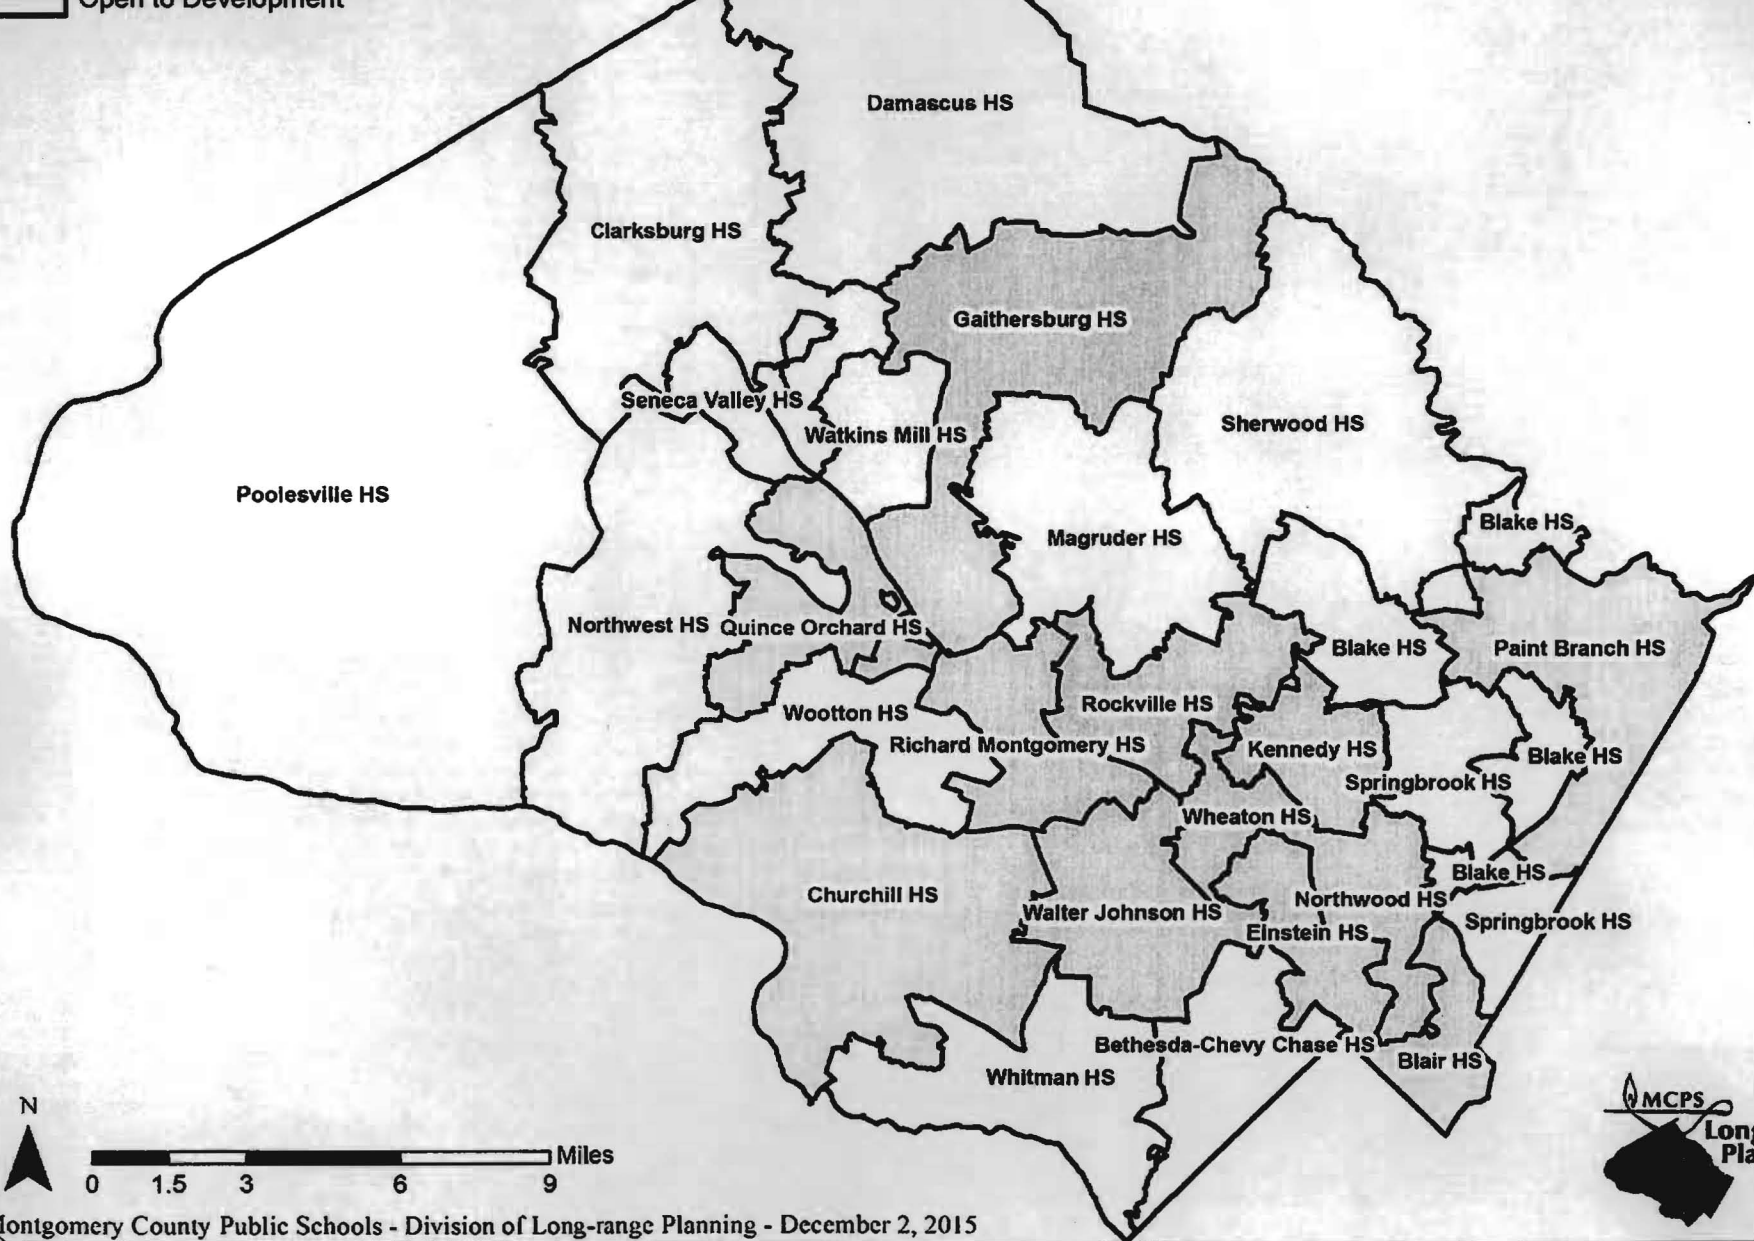 Open to Development
Damascus HS
Clarksburg HS
Gaithersburg HS
Seneca Valley HS
Watkins Mill HS
Sherwood HS
Poolesville HS
Magruder HS
Blake HS
Northwest HS
Quince Orchard HS
Blake HS
Paint Branch HS
Wootton HS
Rockville HS
Richard Montgomery HS
Kennedy HS
Blake HS
Springbrook HS
Wheaton HS
Churchill HS
Blake HS
Walter Johnson HS
Northwood HS
Einstein HS
Springbrook HS
Bethesda-Chevy Chase HS
Blair HS
Whitman HS
N
Miles
0 1.5 3 6 9
MCPS
ontgomery County Public Schools - Division of Long-range Planning - December 2, 2015